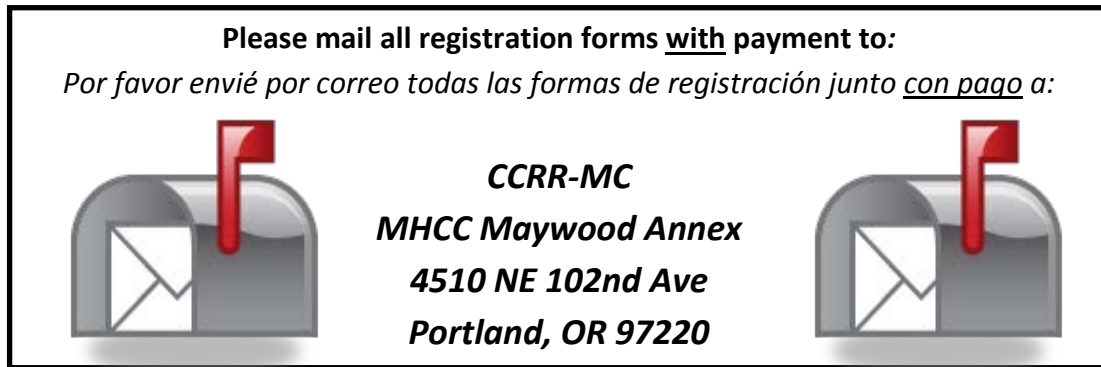 Please mail all registration forms with payment to:
Por favor envié por correo todas las formas de registración junto con pago a:
CCRR-MC
MHCC Maywood Annex
4510 NE 102nd Ave
Portland, OR 97220